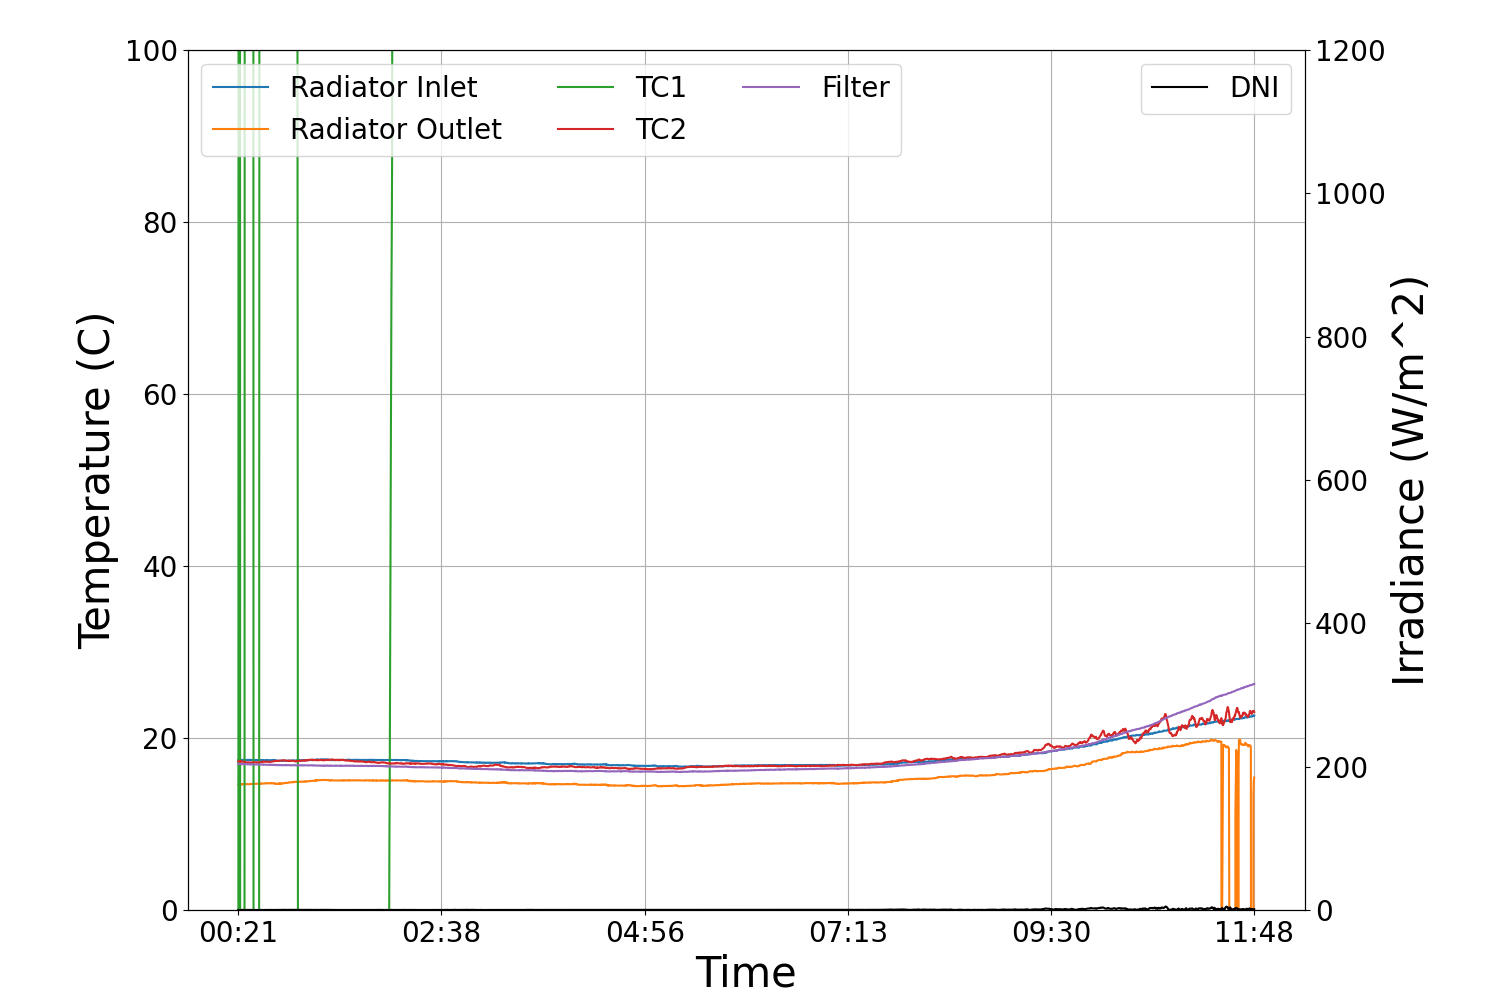 Radiator Inlet
Radiator Outlet
TC1
TC2
Filter
DNI
Temperature (C)
100
80
60
40
20
0
1200
1000
800
600
400
200
0
Irradiance (W/m^2)
00:21 02:38 04:56 07:13 09:30 11:48
Time